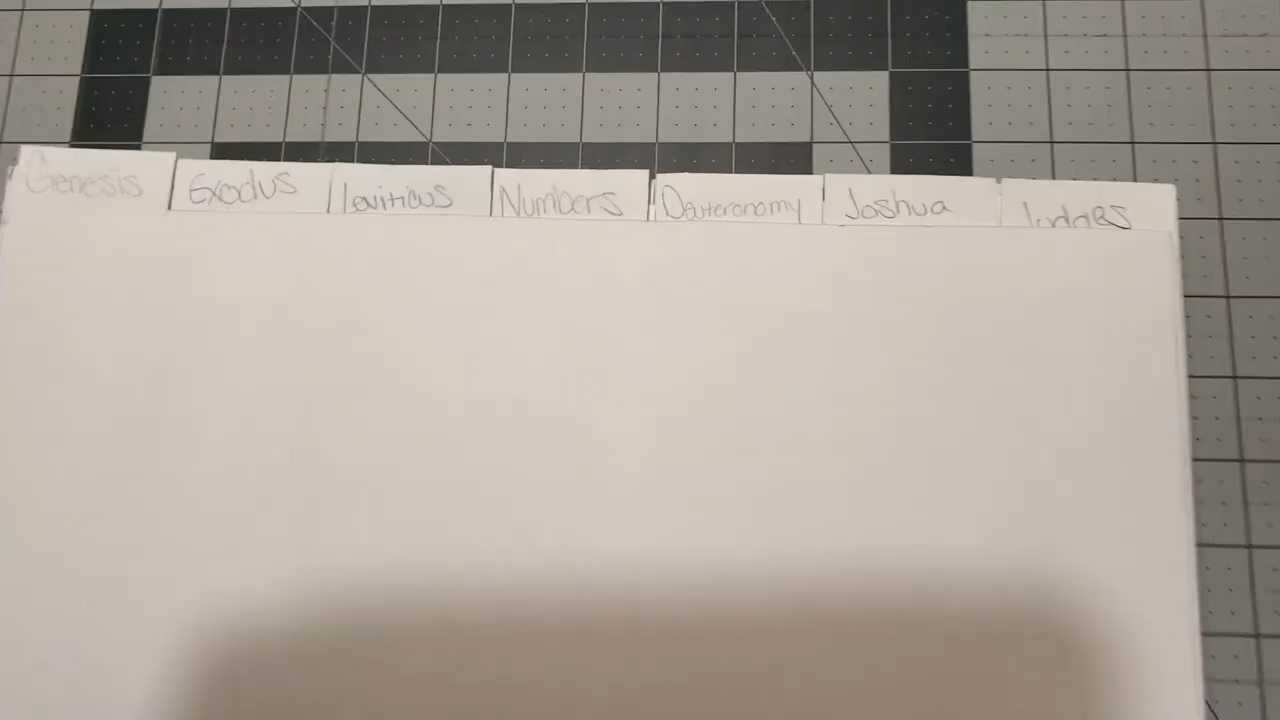 Genesis
Exodus
leviticus
Numbers
Deuteronomy
Joshua
Judges